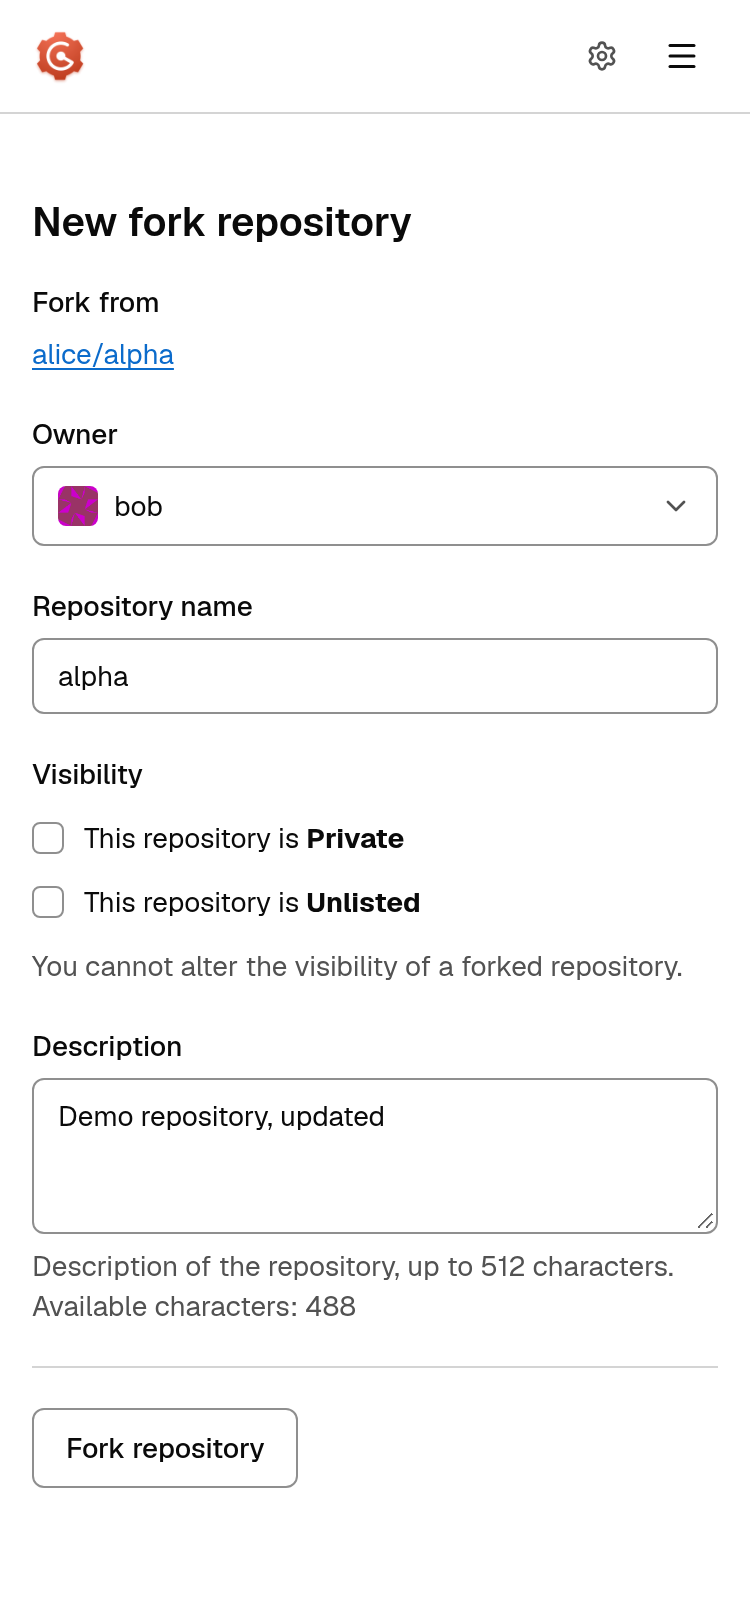 New fork repository
Fork from
alice/alpha
Owner
bob
Repository name
alpha
Visibility
This repository is Private
This repository is Unlisted
You cannot alter the visibility of a forked repository.
Description
Demo repository, updated
Description of the repository, up to 512 characters.
Available characters: 488
Fork repository